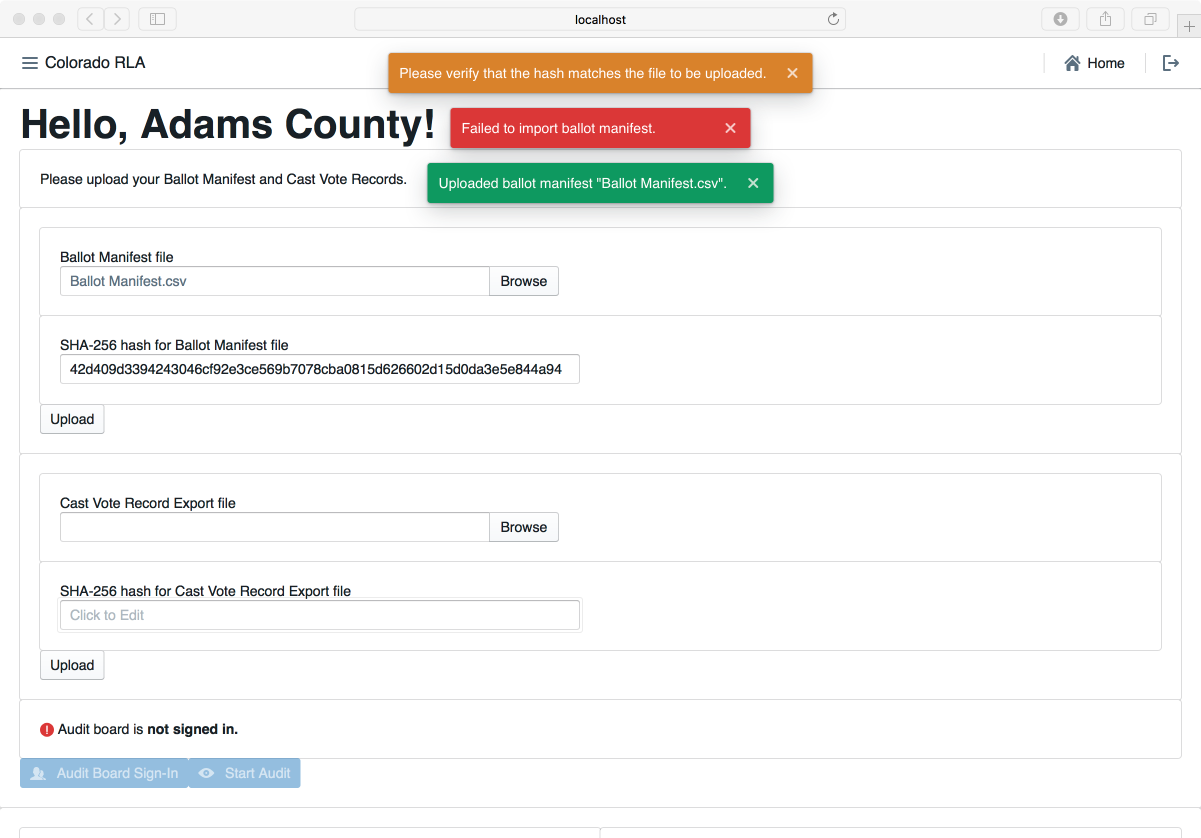 localhost
Colorado RLA
Home
Please verify that the hash matches the file to be uploaded.
Hello, Adams County!
Failed to import ballot manifest.
Please upload your Ballot Manifest and Cast Vote Records.
Uploaded ballot manifest "Ballot Manifest.csv".
Ballot Manifest file
Ballot Manifest.csv
Browse
SHA-256 hash for Ballot Manifest file
42d409d3394243046cf92e3ce569b7078cba0815d626602d15d0da3e5e844a94
Upload
Cast Vote Record Export file
Browse
SHA-256 hash for Cast Vote Record Export file
Click to Edit
Upload
Audit board is not signed in.
Audit Board Sign-In
Start Audit